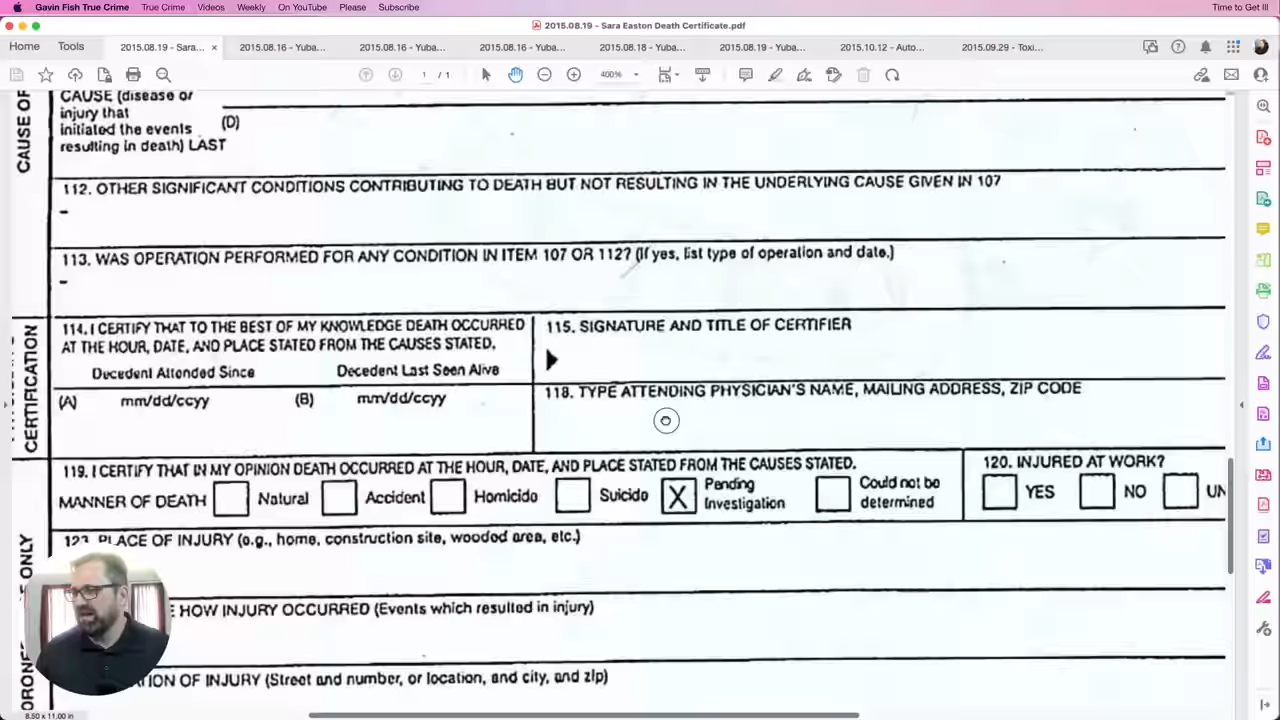 Gavin Fish True Crime True Crime Videos Weekly On YouTube Please Subscribe Time to Get Ill
2015.08.19 - Sara Easton Death Certificate.pdf
Home Tools 2015.08.19 - Sara... × 2015.08.16 - Yuba... 2015.08.16 - Yuba... 2015.08.16 - Yuba... 2015.08.18 - Yuba... 2015.08.19 - Yuba... 2015.10.12 - Auto... 2015.09.29 - Toxi...
1 / 1 400%
CAUSE OF
CAUSE (disease or
injury that
initiated the events
resulting in death) LAST
(D)
112. OTHER SIGNIFICANT CONDITIONS CONTRIBUTING TO DEATH BUT NOT RESULTING IN THE UNDERLYING CAUSE GIVEN IN 107
-
113. WAS OPERATION PERFORMED FOR ANY CONDITION IN ITEM 107 OR 112? (If yes, list type of operation and date.)
-
CERTIFICATION
114. I CERTIFY THAT TO THE BEST OF MY KNOWLEDGE DEATH OCCURRED
AT THE HOUR, DATE, AND PLACE STATED FROM THE CAUSES STATED.
Decedent Attended Since Decedent Last Seen Alive
(A) mm/dd/ccyy (B) mm/dd/ccyy
115. SIGNATURE AND TITLE OF CERTIFIER
118. TYPE ATTENDING PHYSICIAN'S NAME, MAILING ADDRESS, ZIP CODE
119. I CERTIFY THAT IN MY OPINION DEATH OCCURRED AT THE HOUR, DATE, AND PLACE STATED FROM THE CAUSES STATED.
MANNER OF DEATH Natural Accident Homicide Suicide X Pending
Investigation Could not be
determined
120. INJURED AT WORK?
YES NO UN
123. PLACE OF INJURY (e.g., home, construction site, wooded area, etc.)
HOW INJURY OCCURRED (Events which resulted in injury)
OF INJURY (Street and number, or location, and city, and zip)
ONLY
8.50 x 11.00 in